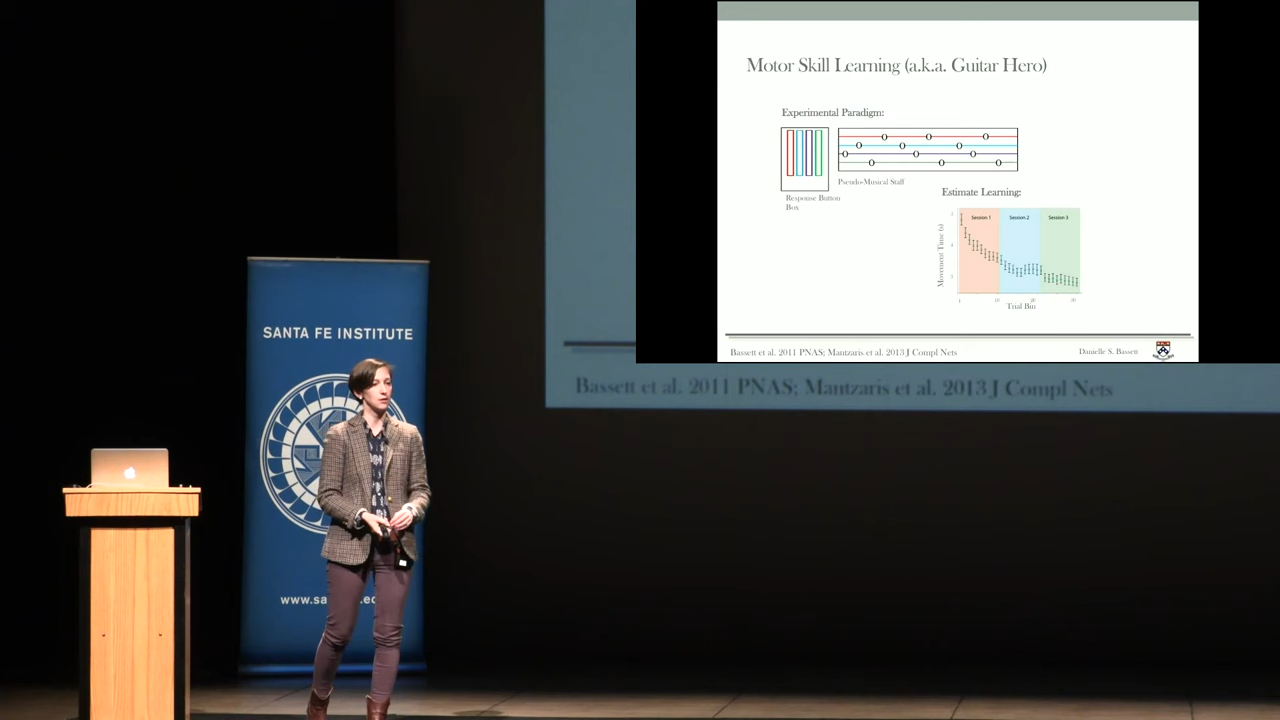 Motor Skill Learning (a.k.a. Guitar Hero)
Experimental Paradigm:
Pseudo-Musical Staff
Response Button
Box
Estimate Learning:
Session 1
Session 2
Session 3
Movement Time (s)
Trial Bin
Bassett et al. 2011 PNAS; Mantzaris et al. 2013 J Compl Nets
Danielle S. Bassett
Bassett et al. 2011 PNAS; Mantzaris et al. 2013 J Compl Nets
SANTA FE INSTITUTE